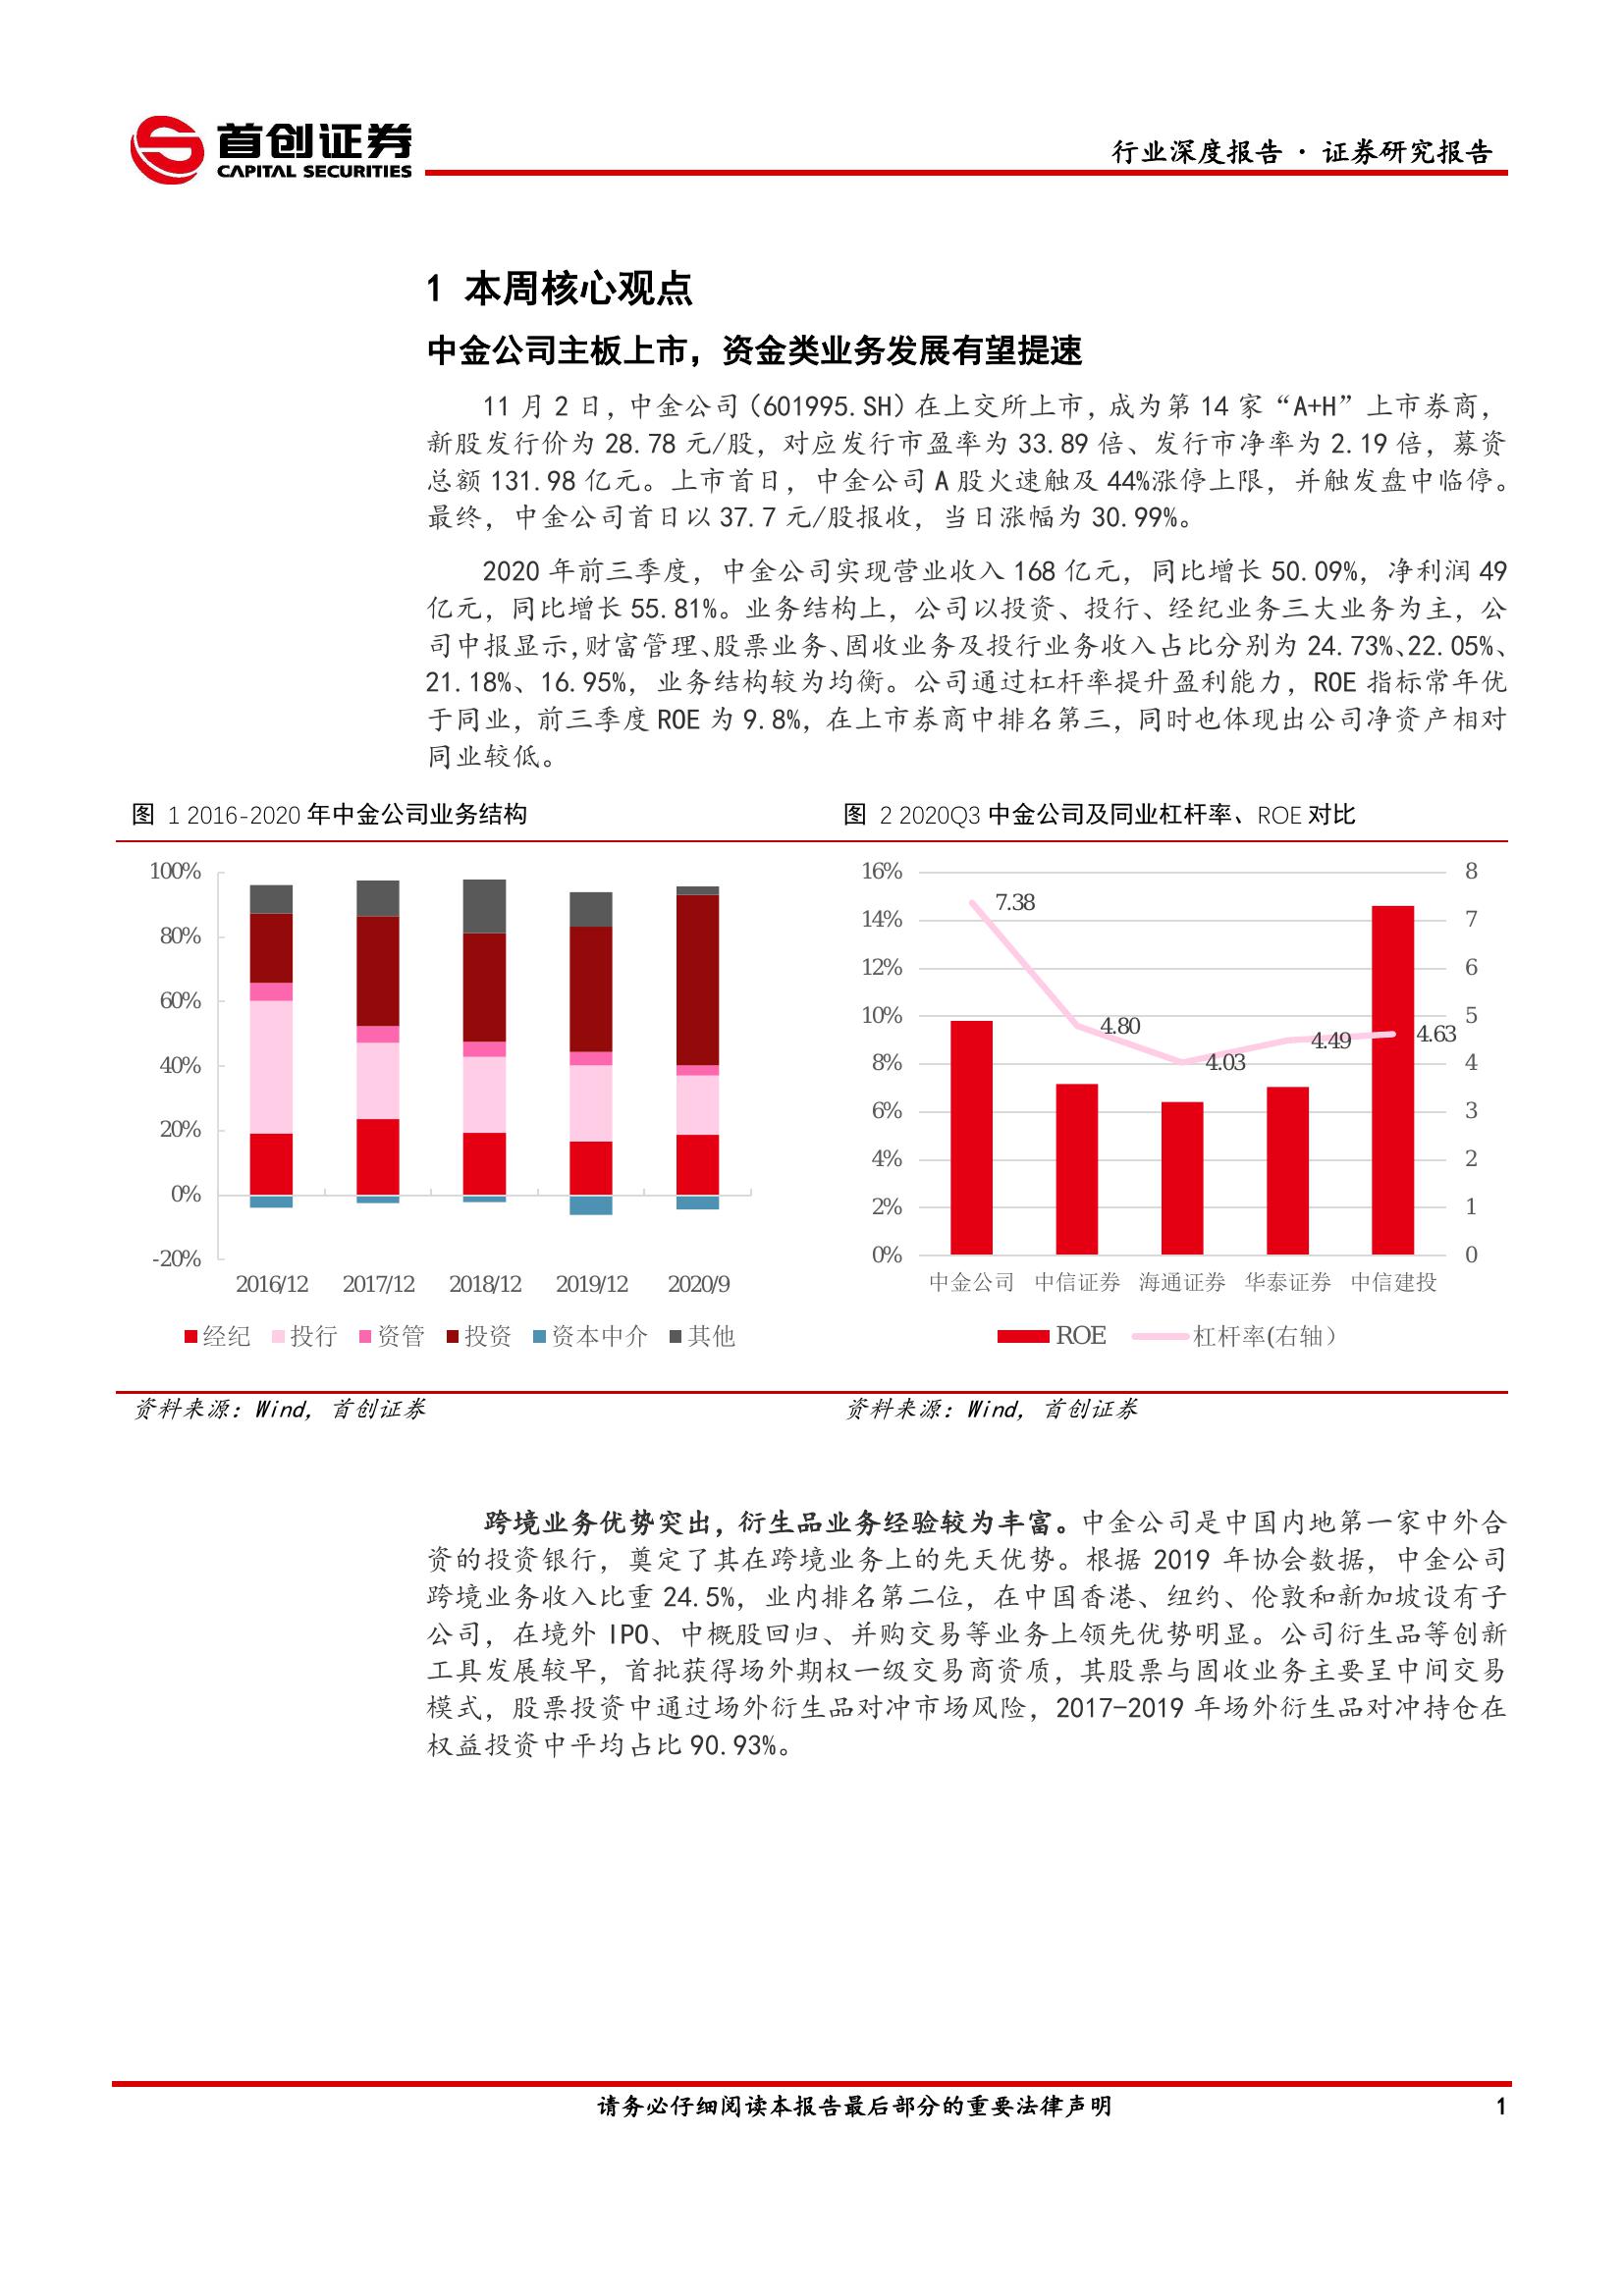 首创证券
CAPITAL SECURITIES
行业深度报告 · 证券研究报告
1 本周核心观点
中金公司主板上市，资金类业务发展有望提速
11 月 2 日，中金公司（601995.SH）在上交所上市，成为第 14 家“A+H”上市券商，
新股发行价为 28.78 元/股，对应发行市盈率为 33.89 倍、发行市净率为 2.19 倍，募资
总额 131.98 亿元。上市首日，中金公司 A 股火速触及 44%涨停上限，并触发盘中临停。
最终，中金公司首日以 37.7 元/股报收，当日涨幅为 30.99%。
2020 年前三季度，中金公司实现营业收入 168 亿元，同比增长 50.09%，净利润 49
亿元，同比增长 55.81%。业务结构上，公司以投资、投行、经纪业务三大业务为主，公
司中报显示，财富管理、股票业务、固收业务及投行业务收入占比分别为 24.73%、22.05%、
21.18%、16.95%，业务结构较为均衡。公司通过杠杆率提升盈利能力，ROE 指标常年优
于同业，前三季度 ROE 为 9.8%，在上市券商中排名第三，同时也体现出公司净资产相对
同业较低。
图 1 2016-2020 年中金公司业务结构
100%
80%
60%
40%
20%
0%
-20%
2016/12 2017/12 2018/12 2019/12 2020/9
经纪 投行 资管 投资 资本中介 其他
图 2 2020Q3 中金公司及同业杠杆率、ROE 对比
16% 8
14% 7
12% 6
10% 5
8% 4
6% 3
4% 2
2% 1
0% 0
7.38
4.80
4.03
4.49
4.63
中金公司 中信证券 海通证券 华泰证券 中信建投
ROE 杠杆率(右轴）
资料来源：Wind，首创证券
资料来源：Wind，首创证券
跨境业务优势突出，衍生品业务经验较为丰富。中金公司是中国内地第一家中外合
资的投资银行，奠定了其在跨境业务上的先天优势。根据 2019 年协会数据，中金公司
跨境业务收入比重 24.5%，业内排名第二位，在中国香港、纽约、伦敦和新加坡设有子
公司，在境外 IPO、中概股回归、并购交易等业务上领先优势明显。公司衍生品等创新
工具发展较早，首批获得场外期权一级交易商资质，其股票与固收业务主要呈中间交易
模式，股票投资中通过场外衍生品对冲市场风险，2017-2019 年场外衍生品对冲持仓在
权益投资中平均占比 90.93%。
请务必仔细阅读本报告最后部分的重要法律声明 1